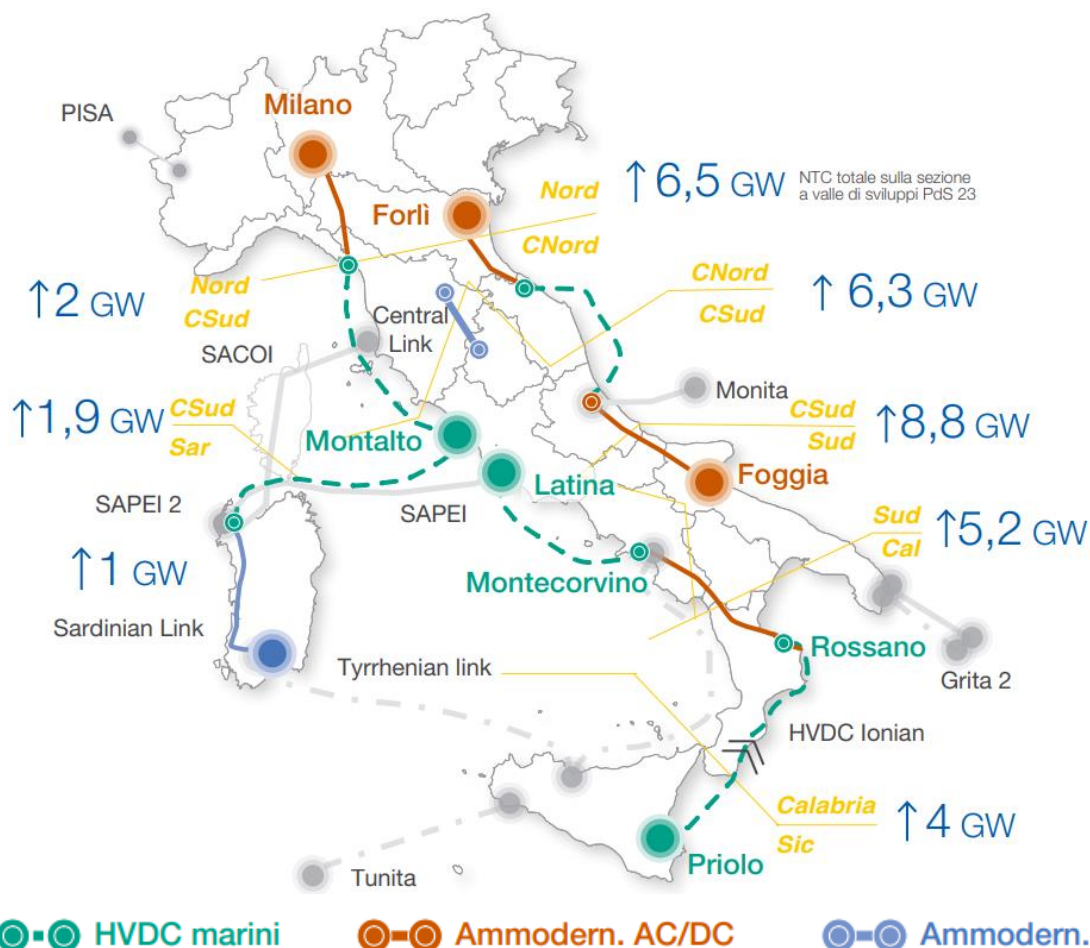 Milano
PISA
Nord
↑6,5 GW
NTC totale sulla sezione
a valle di sviluppi PdS 23
Forlì
CNord
CNord
↑ 6,3 GW
CSud
Nord
↑2 GW
CSud
Central
Link
SACOI
Monita
↑1,9 GW
CSud
Sar
CSud
Sud
↑8,8 GW
Montalto
Foggia
Latina
SAPEI 2
SAPEI
Sud
Cal
↑5,2 GW
↑1 GW
Montecorvino
Sardinian Link
Rossano
Tyrrhenian link
Grita 2
HVDC Ionian
Calabria
Sic
↑4 GW
Priolo
Tunita
HVDC marini
Ammodern. AC/DC
Ammodern.